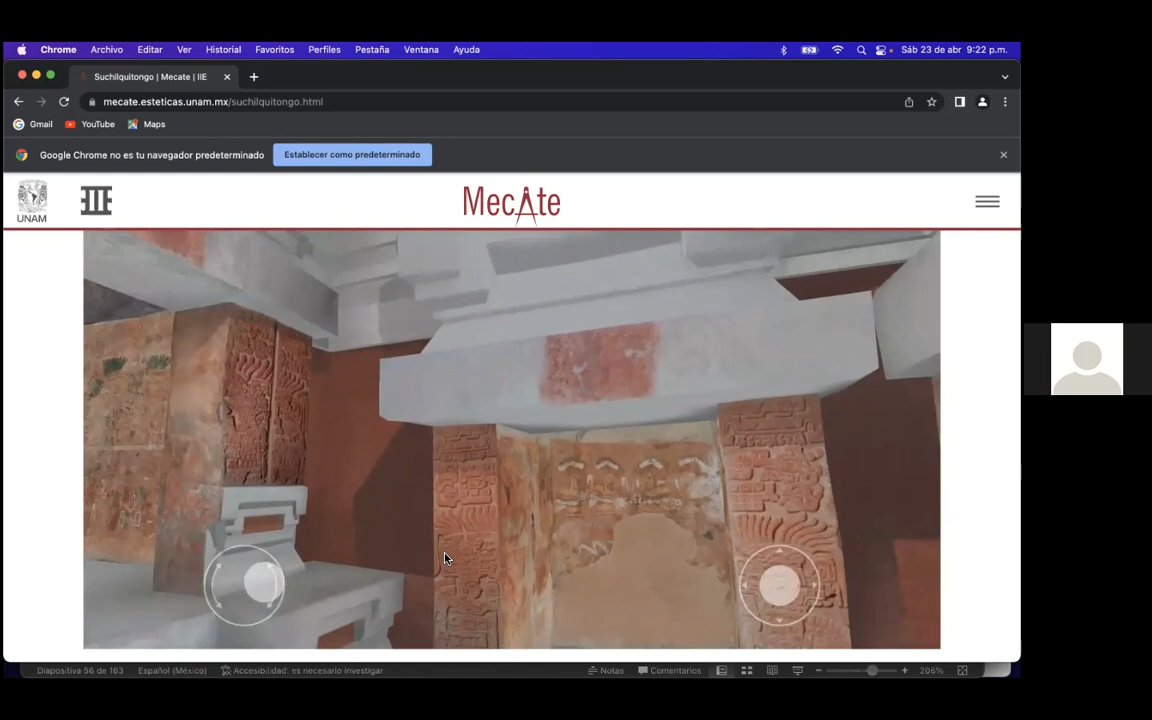 Chrome Archivo Editar Ver Historial Favoritos Perfiles Pestaña Ventana Ayuda Sáb 23 de abr 9:22 p.m.
Suchilquitongo | Mecate | IIE
mecate.esteticas.unam.mx/suchilquitongo.html
Gmail YouTube Maps
Google Chrome no es tu navegador predeterminado Establecer como predeterminado
UNAM MecAte
Diapositiva 56 de 163 Español (México) Accesibilidad: es necesario investigar Notas Comentarios 206%